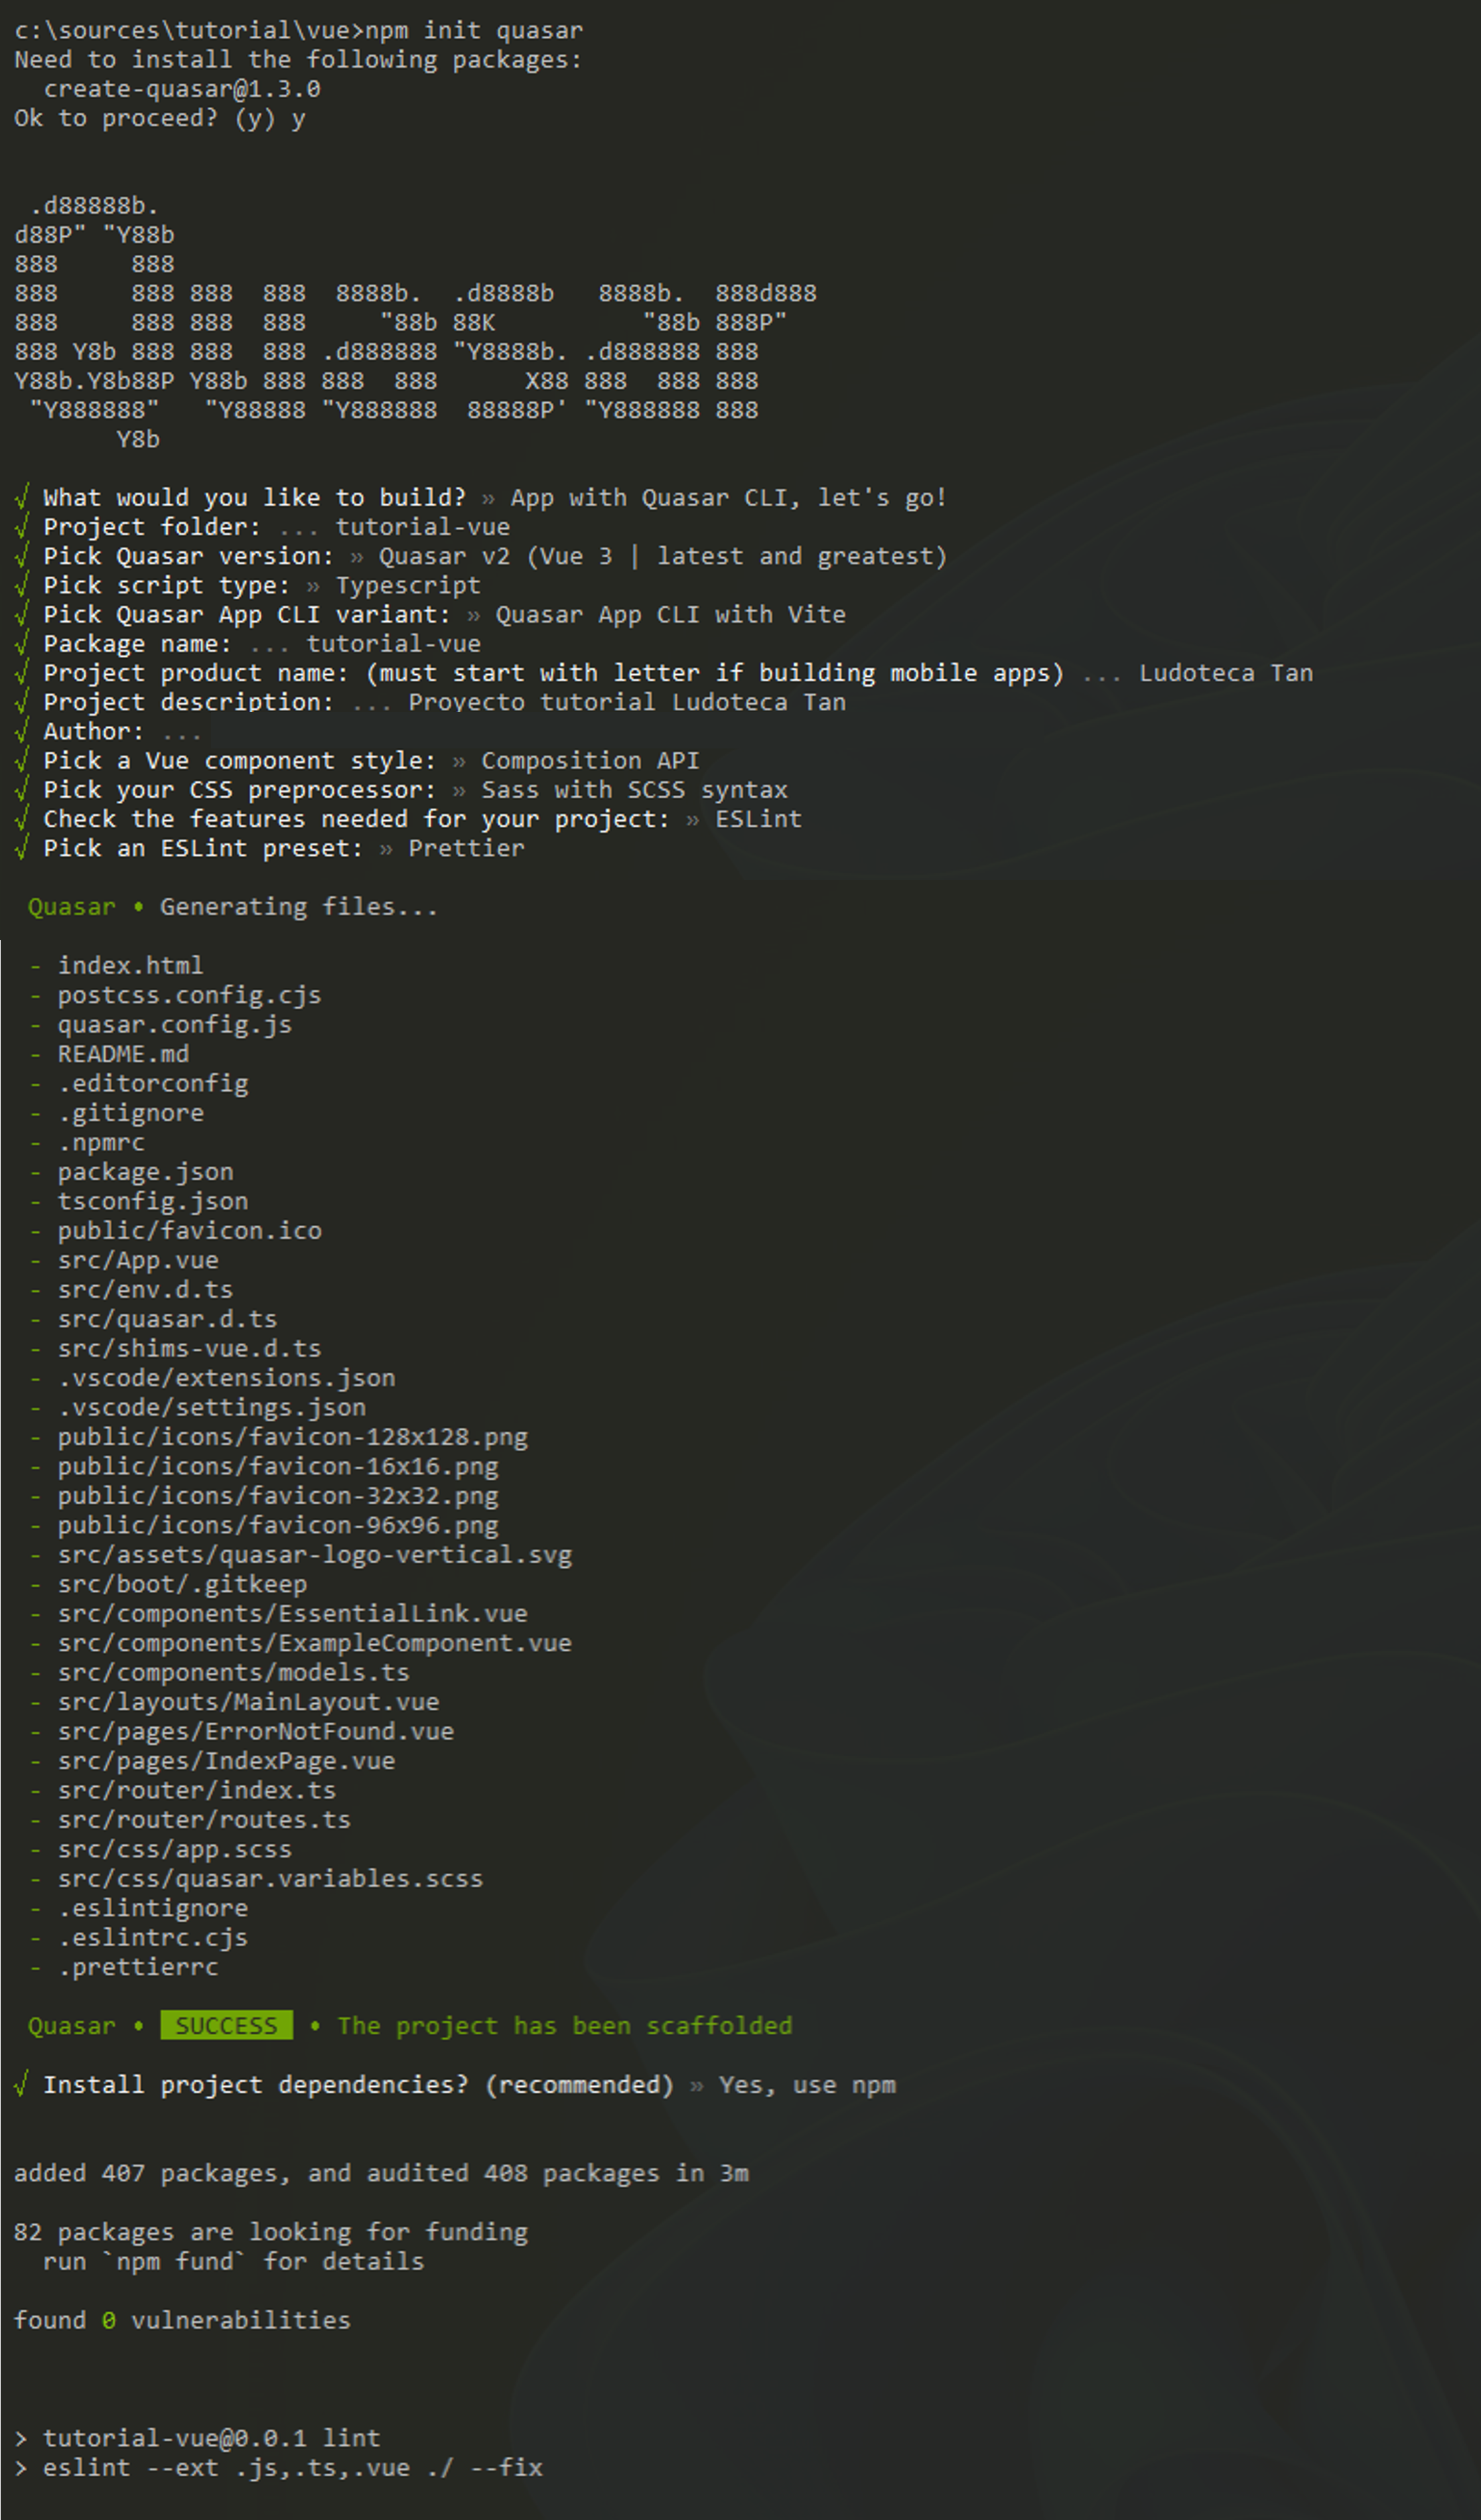 c:\sources\tutorial\vue>npm init quasar
Need to install the following packages:
  create-quasar@1.3.0
Ok to proceed? (y) y
 .d88888b.
d88P" "Y88b
888     888
888     888 888  888  8888b.  .d8888b   8888b.  888d888
888     888 888  888     "88b 88K          "88b 888P"
888 Y8b 888 888  888 .d888888 "Y8888b. .d888888 888
Y88b.Y8b88P Y88b 888 888  888      X88 888  888 888
 "Y888888"   "Y88888 "Y888888  88888P' "Y888888 888
       Y8b
√ What would you like to build? » App with Quasar CLI, let's go!
√ Project folder: ... tutorial-vue
√ Pick Quasar version: » Quasar v2 (Vue 3 | latest and greatest)
√ Pick script type: » Typescript
√ Pick Quasar App CLI variant: » Quasar App CLI with Vite
√ Package name: ... tutorial-vue
√ Project product name: (must start with letter if building mobile apps) ... Ludoteca Tan
√ Project description: ... Proyecto tutorial Ludoteca Tan
√ Author: ...
√ Pick a Vue component style: » Composition API
√ Pick your CSS preprocessor: » Sass with SCSS syntax
√ Check the features needed for your project: » ESLint
√ Pick an ESLint preset: » Prettier
 Quasar • Generating files...
 - index.html
 - postcss.config.cjs
 - quasar.config.js
 - README.md
 - .editorconfig
 - .gitignore
 - .npmrc
 - package.json
 - tsconfig.json
 - public/favicon.ico
 - src/App.vue
 - src/env.d.ts
 - src/quasar.d.ts
 - src/shims-vue.d.ts
 - .vscode/extensions.json
 - .vscode/settings.json
 - public/icons/favicon-128x128.png
 - public/icons/favicon-16x16.png
 - public/icons/favicon-32x32.png
 - public/icons/favicon-96x96.png
 - src/assets/quasar-logo-vertical.svg
 - src/boot/.gitkeep
 - src/components/EssentialLink.vue
 - src/components/ExampleComponent.vue
 - src/components/models.ts
 - src/layouts/MainLayout.vue
 - src/pages/ErrorNotFound.vue
 - src/pages/IndexPage.vue
 - src/router/index.ts
 - src/router/routes.ts
 - src/css/app.scss
 - src/css/quasar.variables.scss
 - .eslintignore
 - .eslintrc.cjs
 - .prettierrc
 Quasar • SUCCESS • The project has been scaffolded
√ Install project dependencies? (recommended) » Yes, use npm
added 407 packages, and audited 408 packages in 3m
82 packages are looking for funding
  run `npm fund` for details
found 0 vulnerabilities
> tutorial-vue@0.0.1 lint
> eslint --ext .js,.ts,.vue ./ --fix